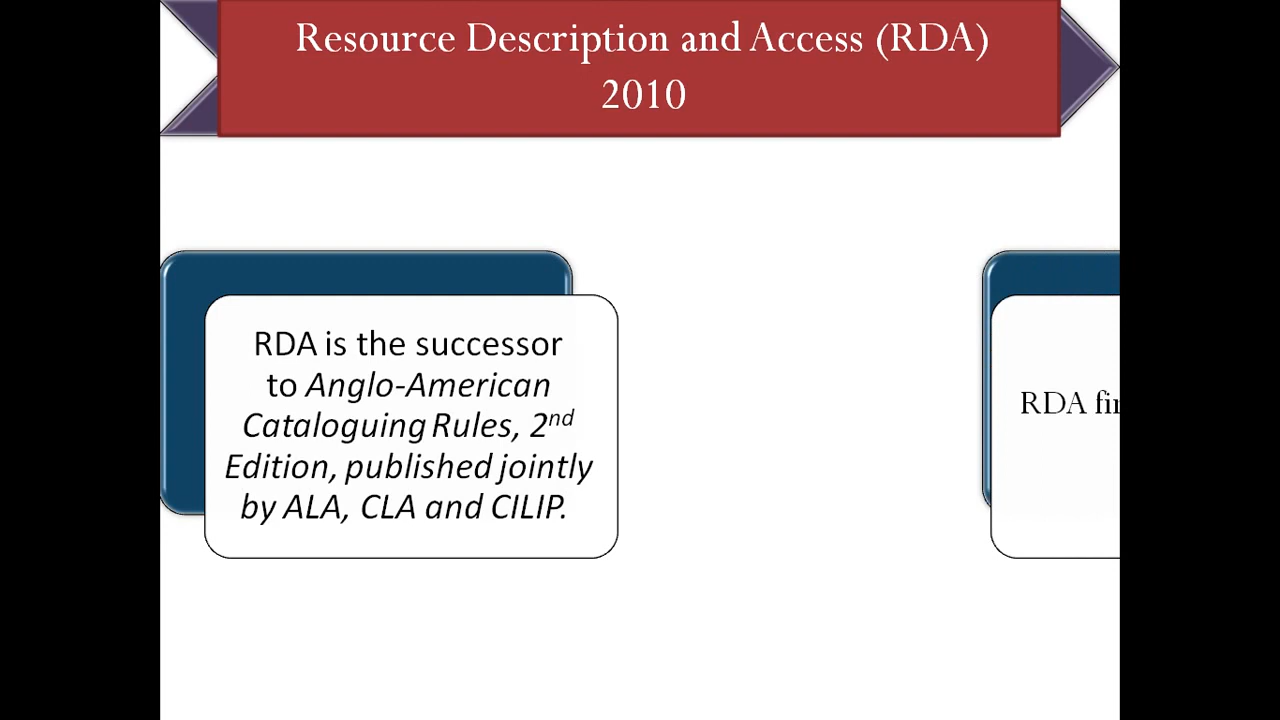 Resource Description and Access (RDA)
2010
RDA is the successor
to Anglo-American
Cataloguing Rules, 2nd
Edition, published jointly
by ALA, CLA and CILIP.
RDA